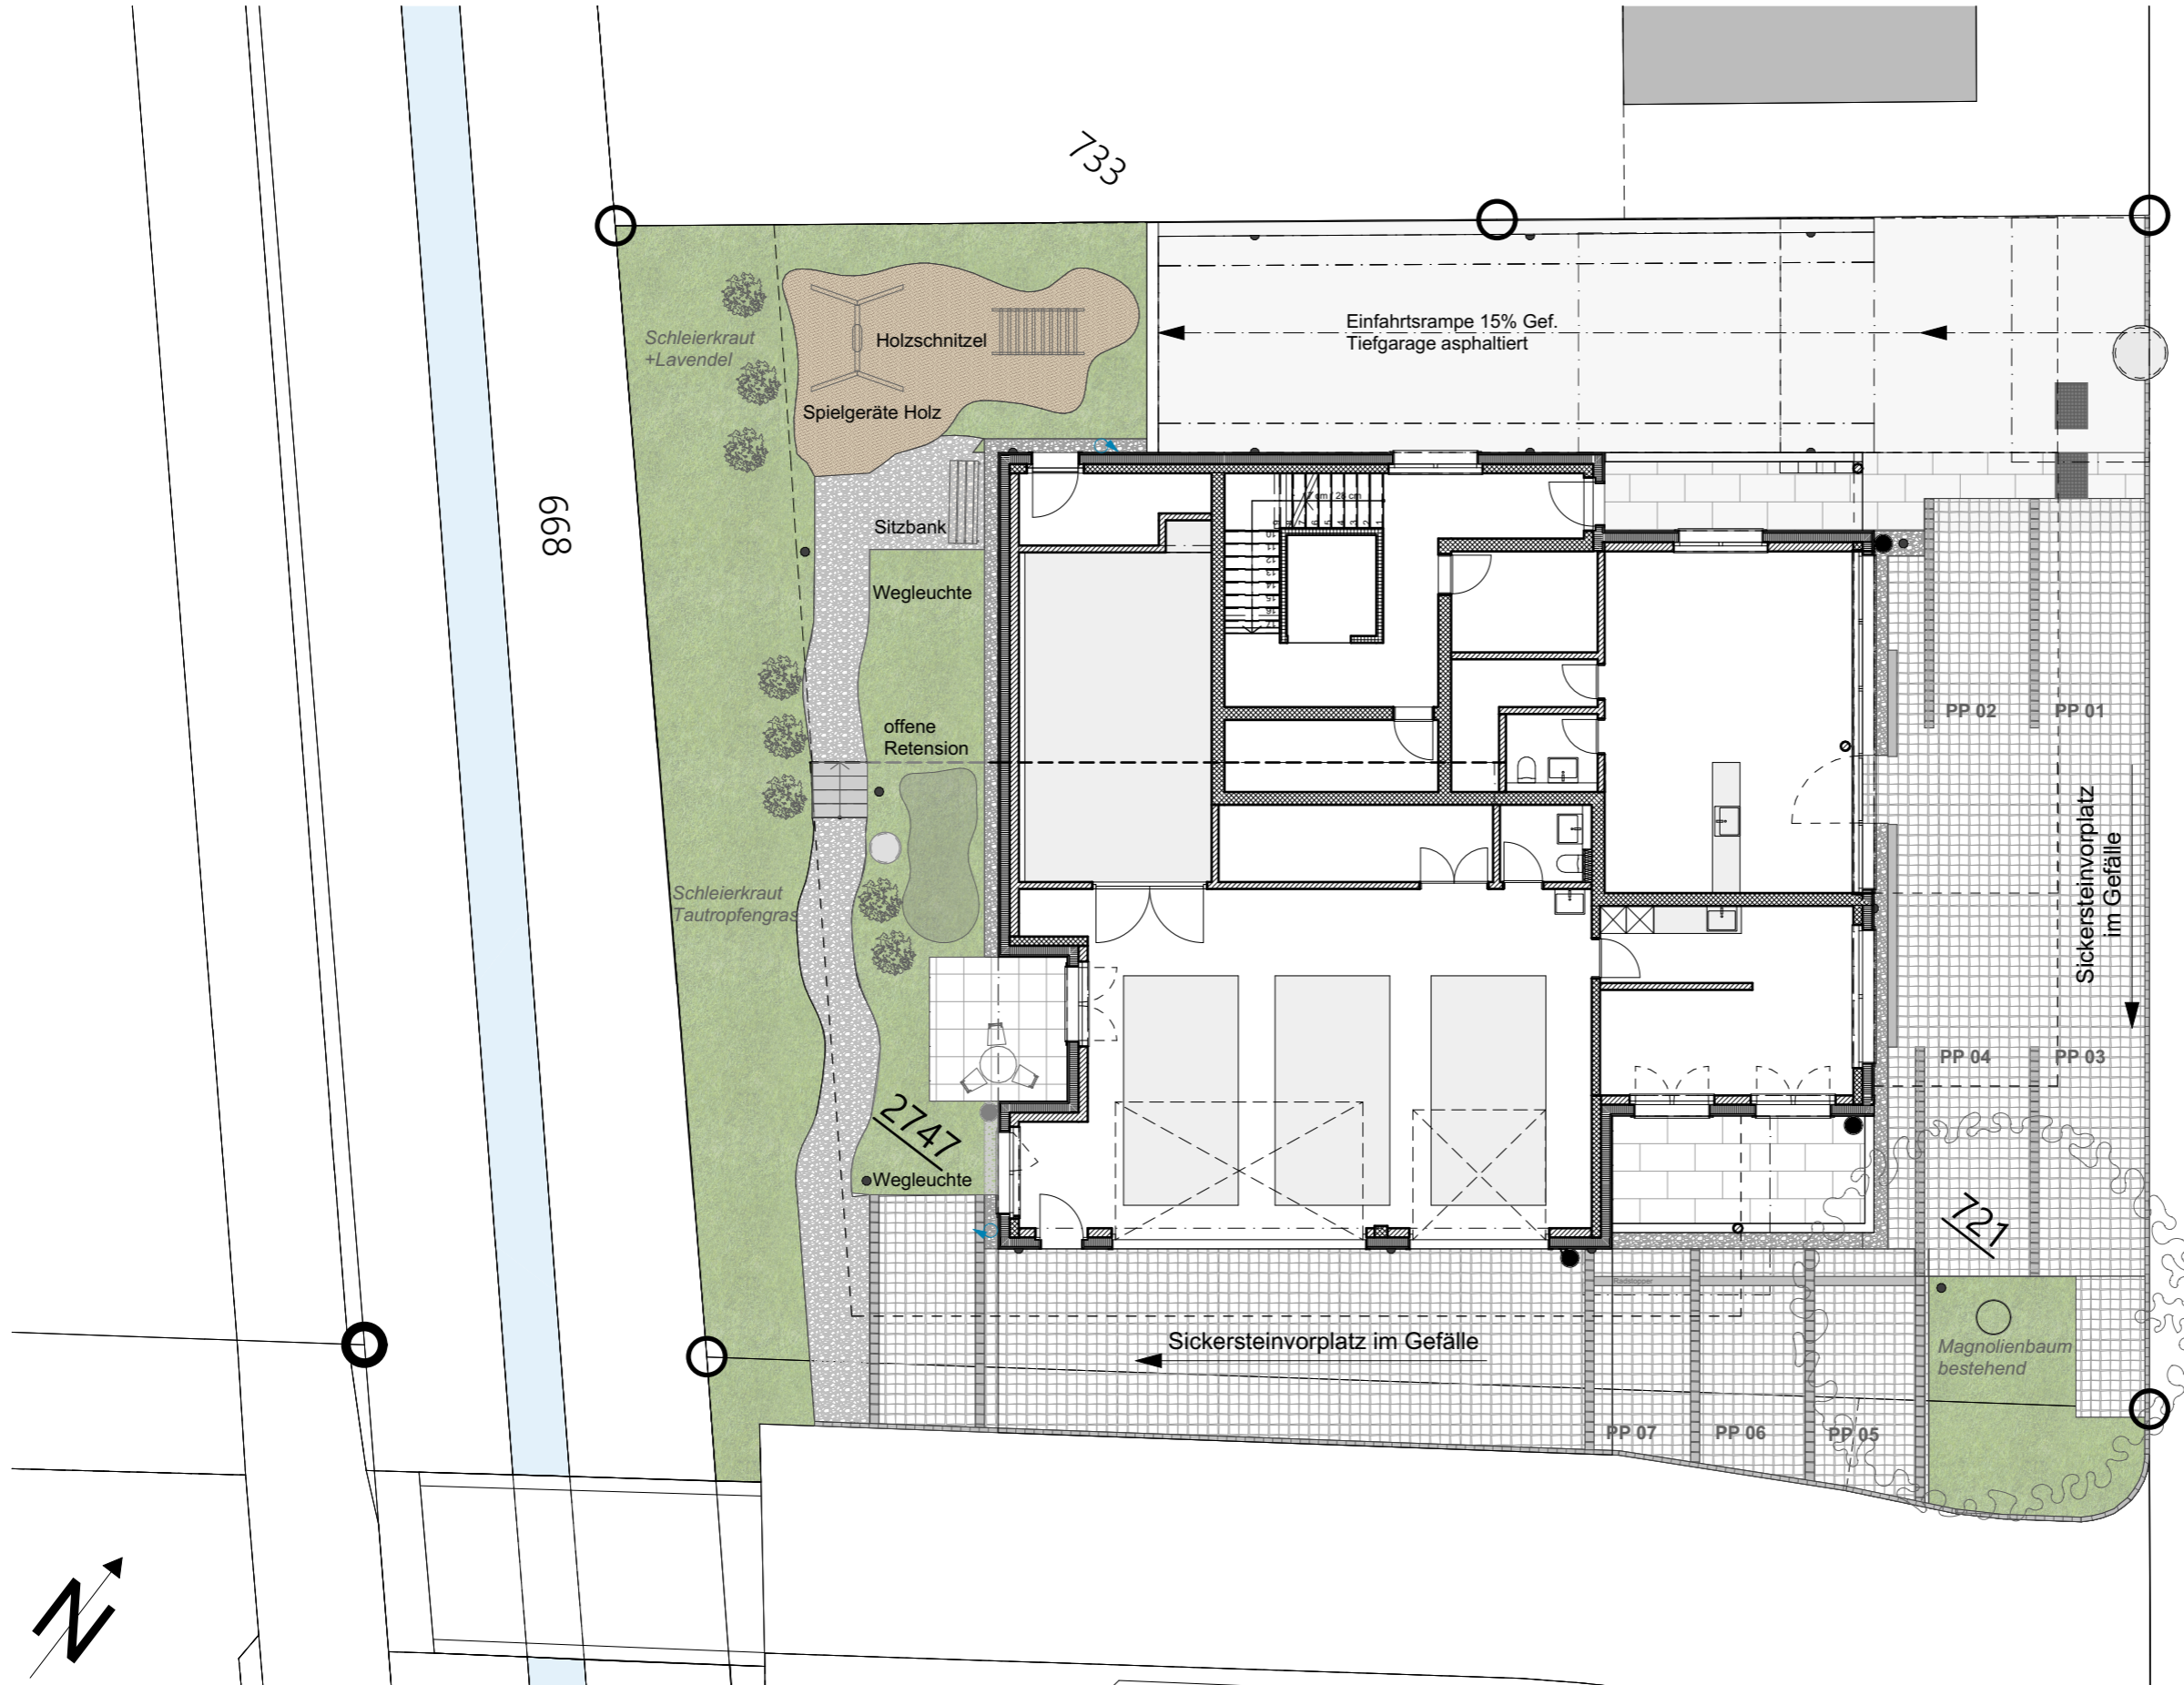 733
Einfahrtsrampe 15% Gef.
Tiefgarage asphaltiert
Schleierkraut
+Lavendel
Holzschnitzel
Spielgeräte Holz
668
Sitzbank
Wegleuchte
offene
Retension
PP 02
PP 01
Sickersteinvorplatz
im Gefälle
Schleierkraut
Tautropfengras
PP 04
PP 03
2747
Wegleuchte
721
Radstopper
Sickersteinvorplatz im Gefälle
Magnolienbaum
bestehend
PP 07
PP 06
PP 05
N